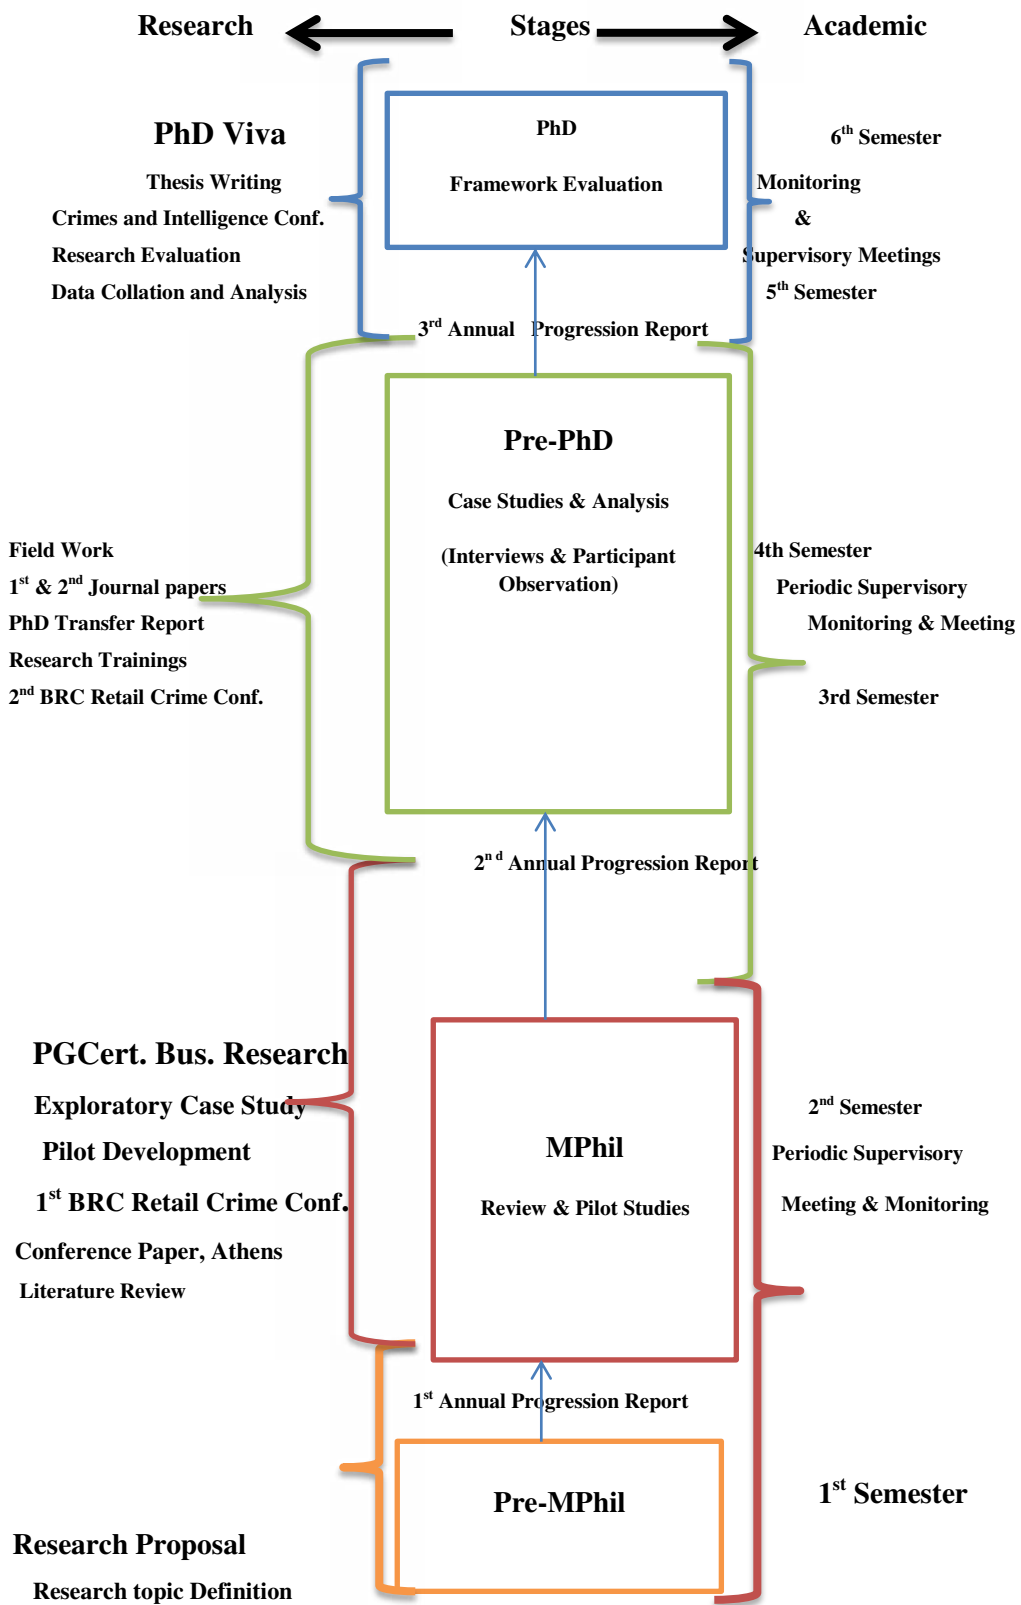 Research Stages Academic
PhD
PhD Viva
6th Semester
Thesis Writing
Framework Evaluation
Monitoring
Crimes and Intelligence Conf.
&
Research Evaluation
Supervisory Meetings
Data Collation and Analysis
5th Semester
3rd Annual Progression Report
Pre-PhD
Case Studies & Analysis
(Interviews & Participant
Observation)
Field Work
4th Semester
1st & 2nd Journal papers
Periodic Supervisory
PhD Transfer Report
Monitoring & Meeting
Research Trainings
2nd BRC Retail Crime Conf.
3rd Semester
2nd Annual Progression Report
PGCert. Bus. Research
Exploratory Case Study
2nd Semester
Pilot Development
MPhil
Periodic Supervisory
1st BRC Retail Crime Conf.
Review & Pilot Studies
Meeting & Monitoring
Conference Paper, Athens
Literature Review
1st Annual Progression Report
Pre-MPhil
1st Semester
Research Proposal
Research topic Definition